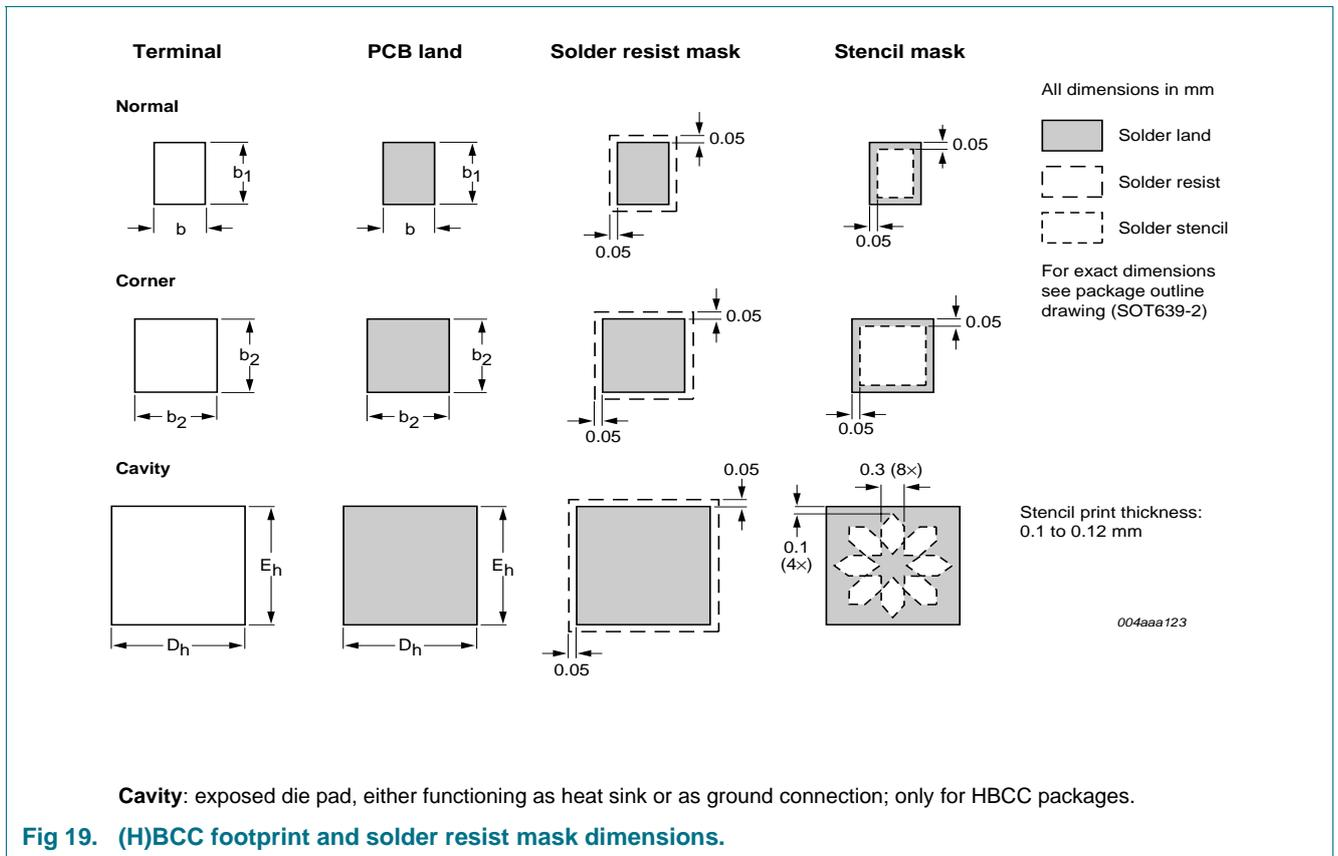 Terminal PCB land Solder resist mask Stencil mask
All dimensions in mm
Normal
0.05
0.05
Solder land
b1
b1
Solder resist
b
b
0.05
0.05
Solder stencil
Corner
For exact dimensions
see package outline
drawing (SOT639-2)
0.05
0.05
b2
b2
b2
b2
0.05
0.05
Cavity
0.05
0.3 (8×)
Stencil print thickness:
0.1 to 0.12 mm
0.1
(4×)
Eh
Eh
004aaa123
Dh
Dh
0.05
Cavity: exposed die pad, either functioning as heat sink or as ground connection; only for HBCC packages.
Fig 19. (H)BCC footprint and solder resist mask dimensions.